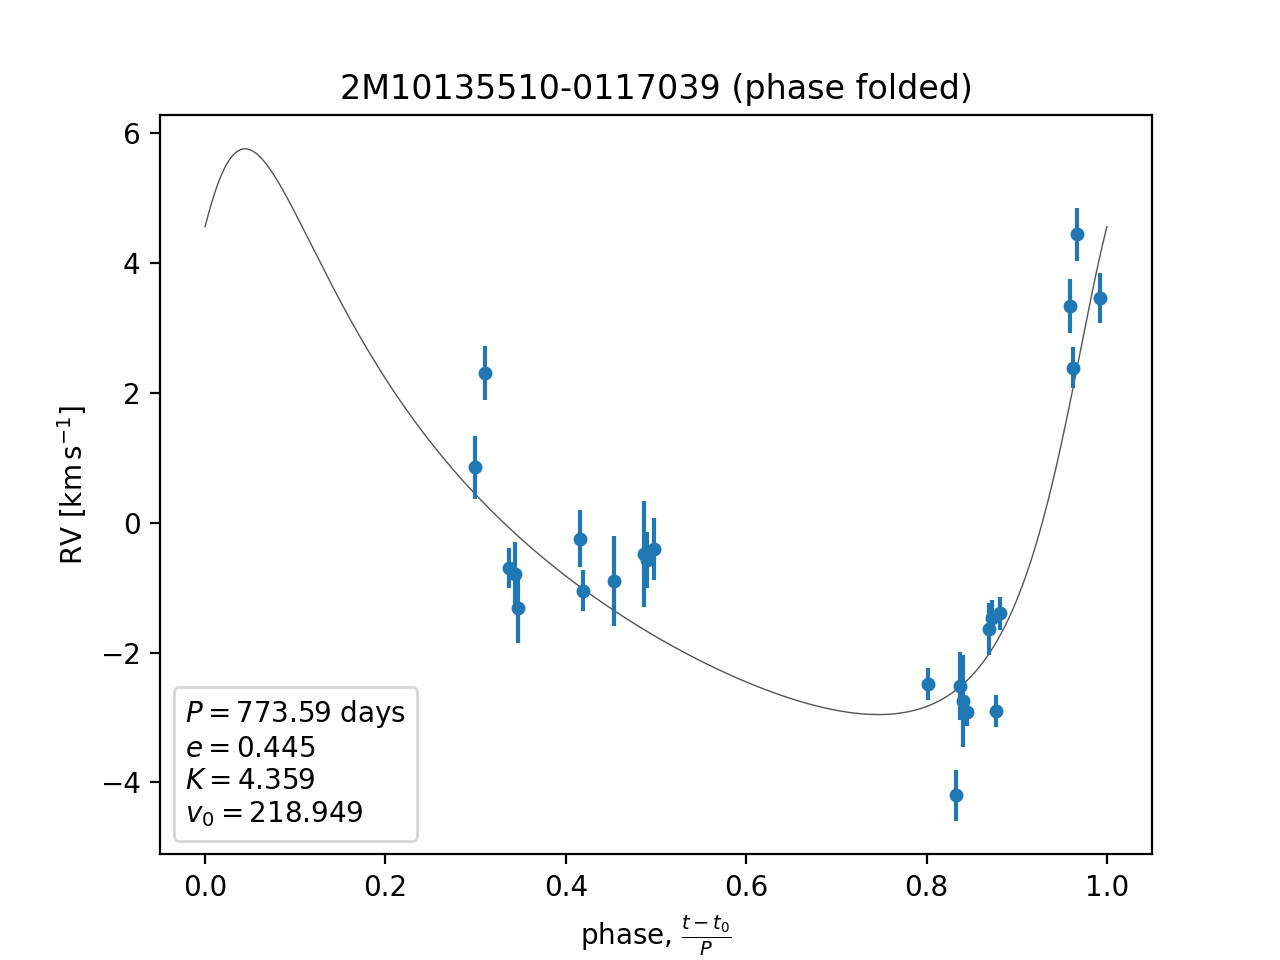 2M10135510-0117039 (phase folded)
6
4
2
0
−2
−4
RV [km s⁻¹]
P = 773.59 days
e = 0.445
K = 4.359
v₀ = 218.949
0.0 0.2 0.4 0.6 0.8 1.0
phase, (t − t₀)/P